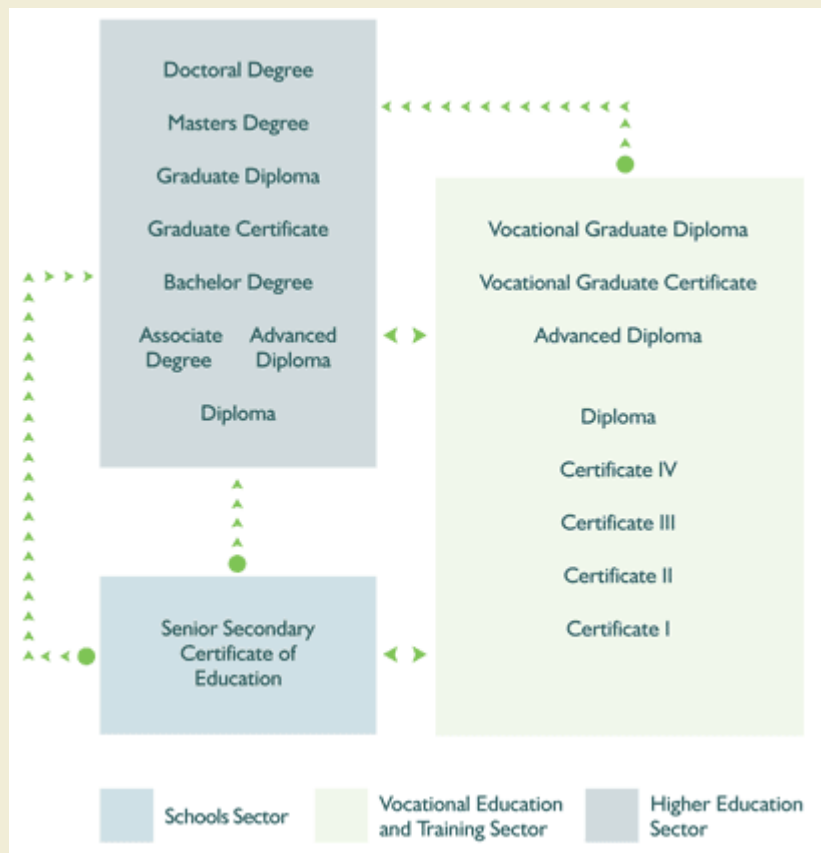 Doctoral Degree
Masters Degree
Graduate Diploma
Graduate Certificate
Bachelor Degree
Associate Degree
Advanced Diploma
Diploma
Vocational Graduate Diploma
Vocational Graduate Certificate
Advanced Diploma
Diploma
Certificate IV
Certificate III
Certificate II
Certificate I
Senior Secondary
Certificate of
Education
Schools Sector
Vocational Education
and Training Sector
Higher Education
Sector